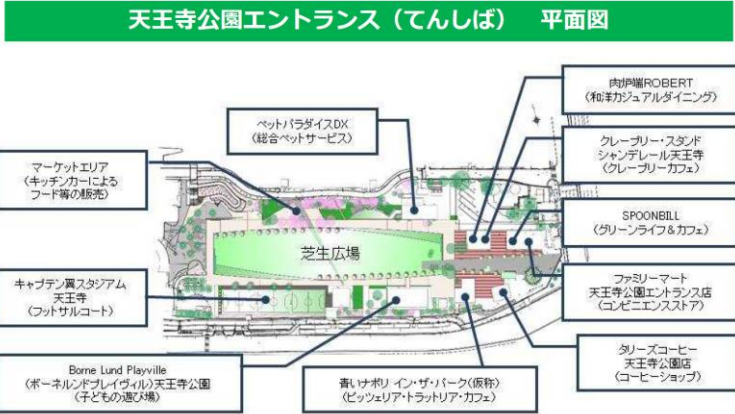 天王寺公園エントランス（てんしば）　平面図
肉炉端ROBERT
（和洋カジュアルダイニング）
ペットパラダイスDX
（総合ペットサービス）
クレープリー・スタンド
シャンデレール天王寺
（クレープリーカフェ）
マーケットエリア
（キッチンカーによる
フード等の販売）
SPOONBILL
（グリーンライフ＆カフェ）
芝生広場
ファミリーマート
天王寺公園エントランス店
（コンビニエンスストア）
キャプテン翼スタジアム
天王寺
（フットサルコート）
タリーズコーヒー
天王寺公園店
（コーヒーショップ）
Borne Lund Playville
（ボーネルンドプレイヴィル）天王寺公園
（子どもの遊び場）
青いナポリ イン・ザ・パーク（仮称）
（ピッツェリア・トラットリア・カフェ）